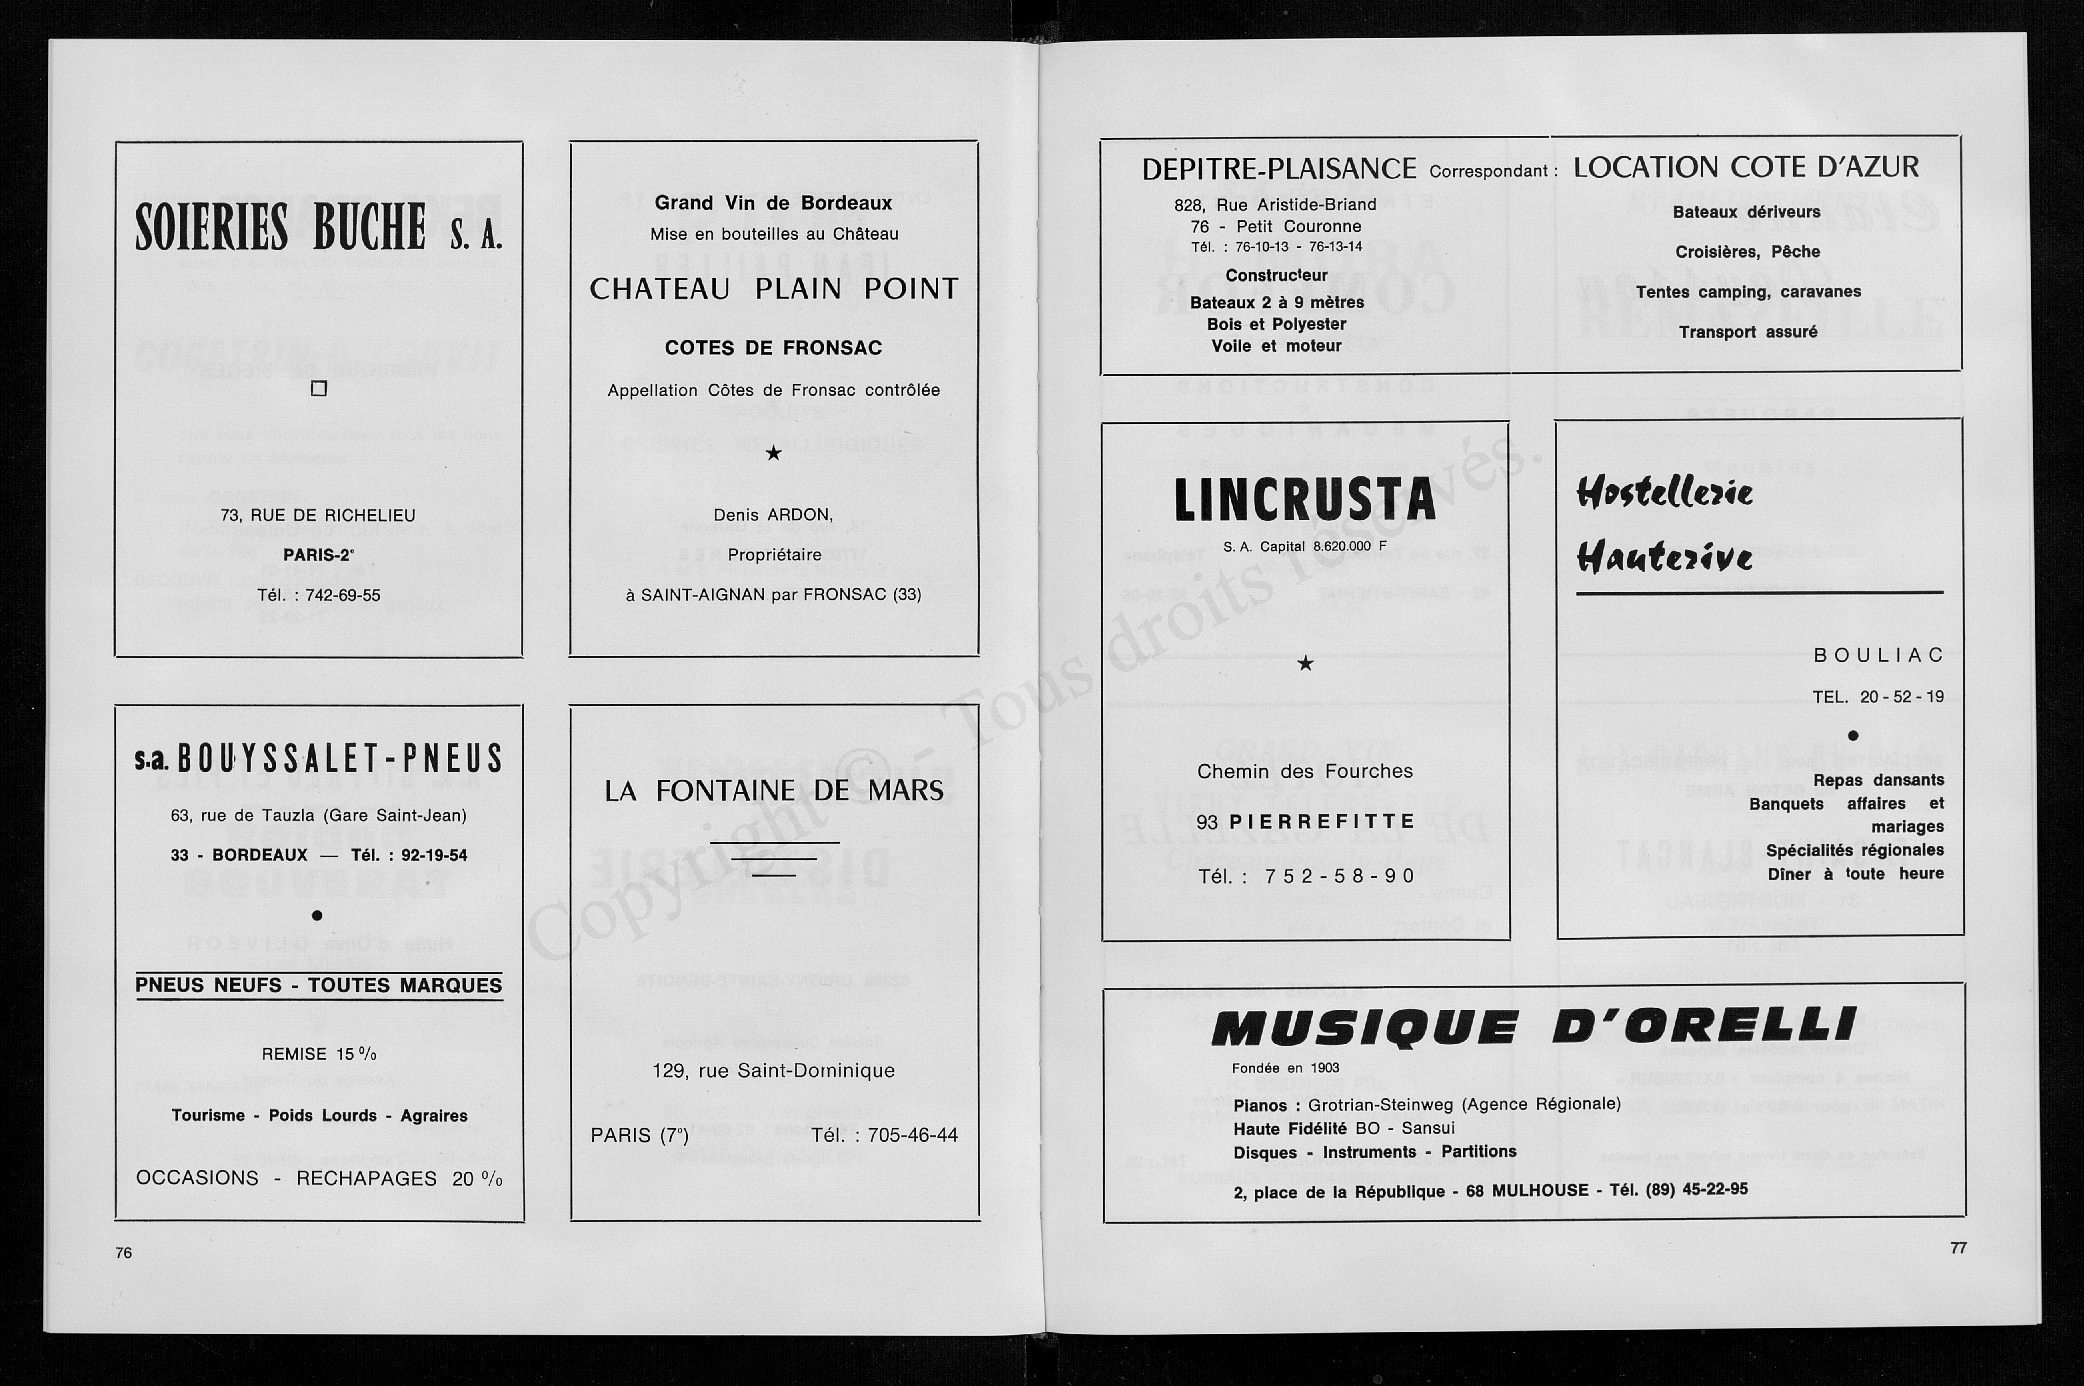 SOIERIES BUCHE S. A.
73, RUE DE RICHELIEU
PARIS-2e
Tél. : 742-69-55
Grand Vin de Bordeaux
Mise en bouteilles au Château
CHATEAU PLAIN POINT
COTES DE FRONSAC
Appellation Côtes de Fronsac contrôlée
★
Denis ARDON,
Propriétaire
à SAINT-AIGNAN par FRONSAC (33)
s.a. BOUYSSALET-PNEUS
63, rue de Tauzla (Gare Saint-Jean)
33 - BORDEAUX — Tél. : 92-19-54
●
PNEUS NEUFS - TOUTES MARQUES
REMISE 15 %
Tourisme - Poids Lourds - Agraires
OCCASIONS - RECHAPAGES 20 %
LA FONTAINE DE MARS
129, rue Saint-Dominique
PARIS (7e) Tél. : 705-46-44
76
DEPITRE-PLAISANCE Correspondant : LOCATION COTE D'AZUR
828, Rue Aristide-Briand
76 - Petit Couronne
Tél. : 76-10-13 - 76-13-14
Constructeur
Bateaux 2 à 9 mètres
Bois et Polyester
Voile et moteur
Bateaux dériveurs
Croisières, Pêche
Tentes camping, caravanes
Transport assuré
LINCRUSTA
S. A. Capital 8.620.000 F
★
Chemin des Fourches
93 PIERREFITTE
Tél. : 752-58-90
Hostellerie
Hauterive
BOULIAC
TEL. 20-52-19
●
Repas dansants
Banquets affaires et
mariages
Spécialités régionales
Dîner à toute heure
MUSIQUE D'ORELLI
Fondée en 1903
Pianos : Grotrian-Steinweg (Agence Régionale)
Haute Fidélité BO - Sansui
Disques - Instruments - Partitions
2, place de la République - 68 MULHOUSE - Tél. (89) 45-22-95
77
Copyright © - Tous droits réservés.